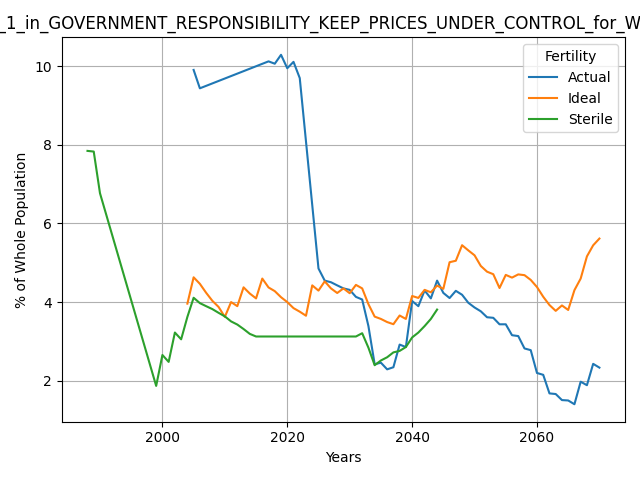 _1_in_GOVERNMENT_RESPONSIBILITY_KEEP_PRICES_UNDER_CONTROL_for_W
Fertility
Actual
Ideal
Sterile
% of Whole Population
10
8
6
4
2
2000 2020 2040 2060
Years